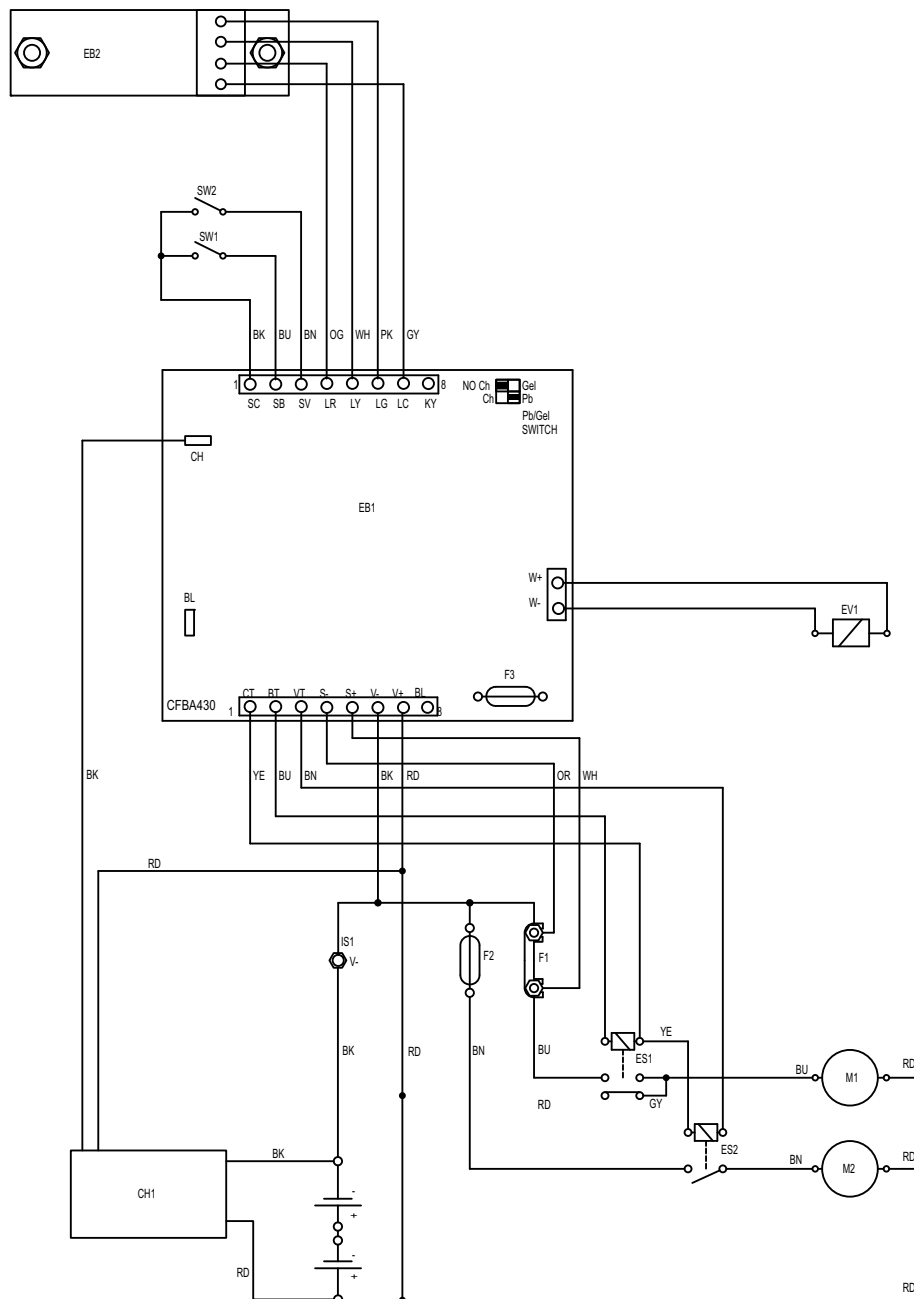 EB2
SW2
SW1
BK BU BN OG WH PK GY
1 8
SC SB SV LR LY LG LC KY
NO Ch Gel
Ch Pb
Pb/Gel
SWITCH
CH
EB1
W+
BL
W-
EV1
F3
CT BT VT S- S+ V- V+ BL
CFBA430
1 8
BK
YE BU BN BK RD OR WH
RD
IS1
V-
F2
F1
YE
BK
RD
BN
BU
ES1
RD
BU
M1
RD
GY
ES2
BK
BN
M2
RD
CH1
-
+
-
RD
+
RD